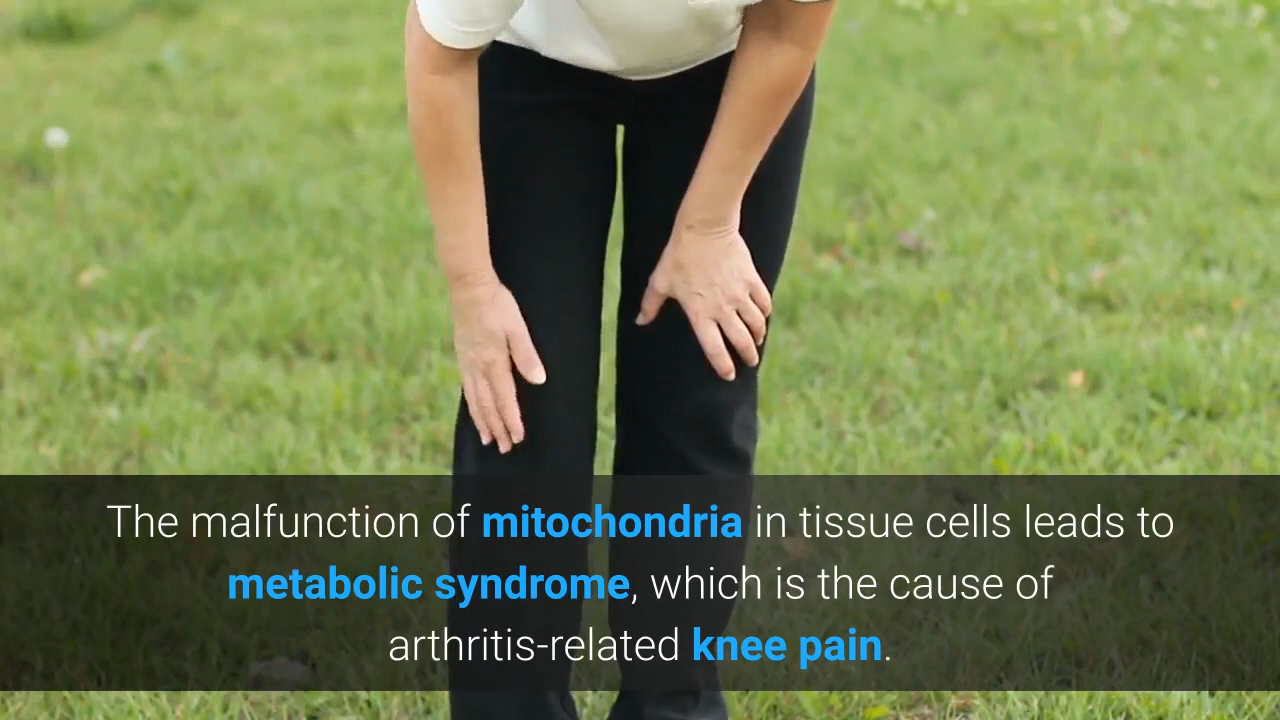 The malfunction of mitochondria in tissue cells leads to
metabolic syndrome, which is the cause of
arthritis-related knee pain.